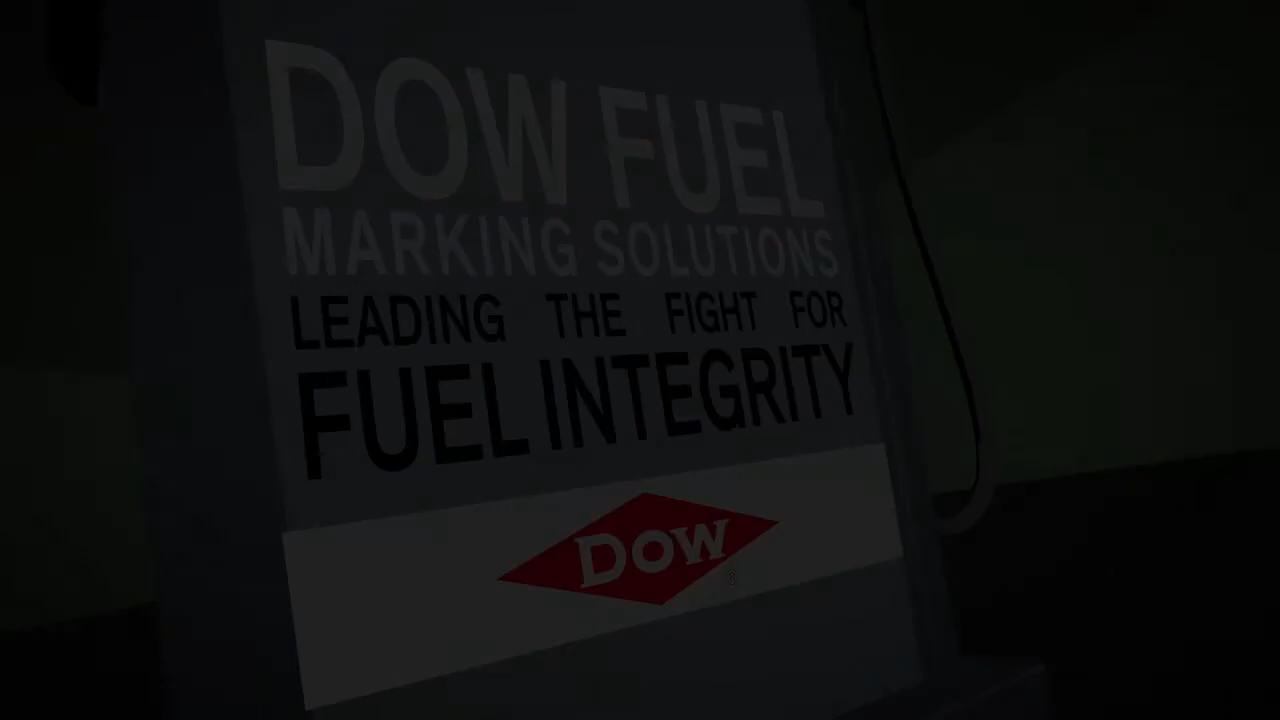 DOW FUEL
MARKING SOLUTIONS
LEADING THE FIGHT FOR
FUEL INTEGRITY
DOW